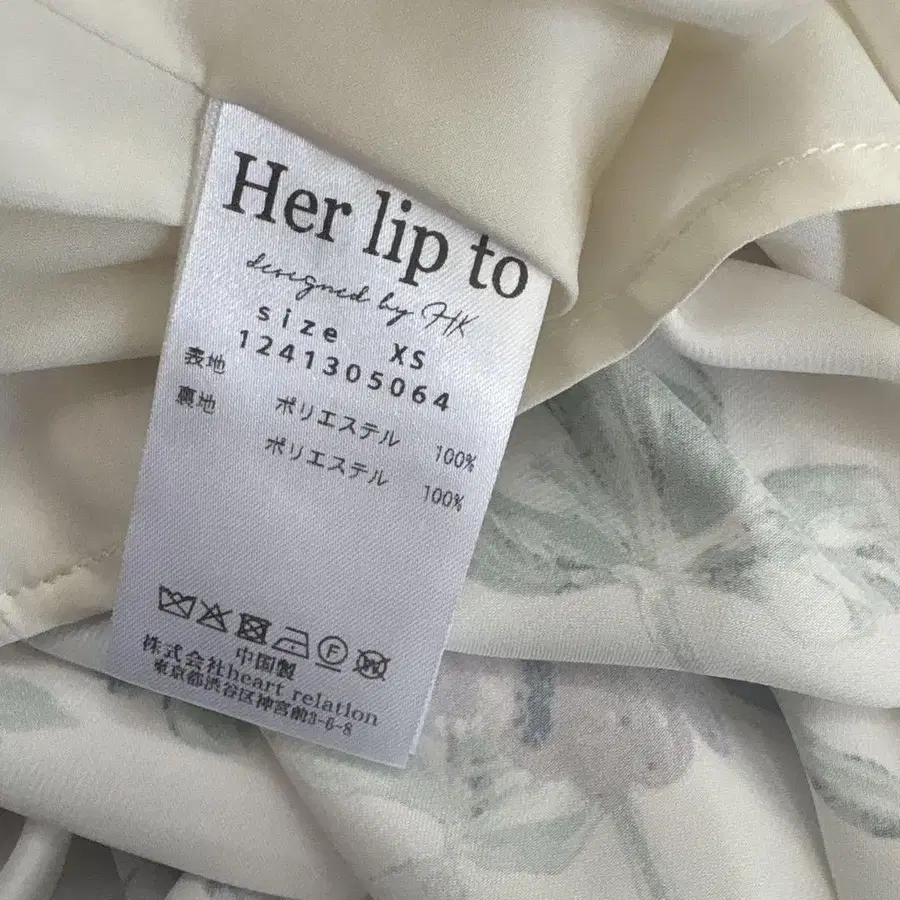 Her lip to
designed by HK
size XS
1241305064
表地 ポリエステル 100%
裏地 ポリエステル 100%
F
W
中国製
株式会社heart relation
東京都渋谷区神宮前3-6-8